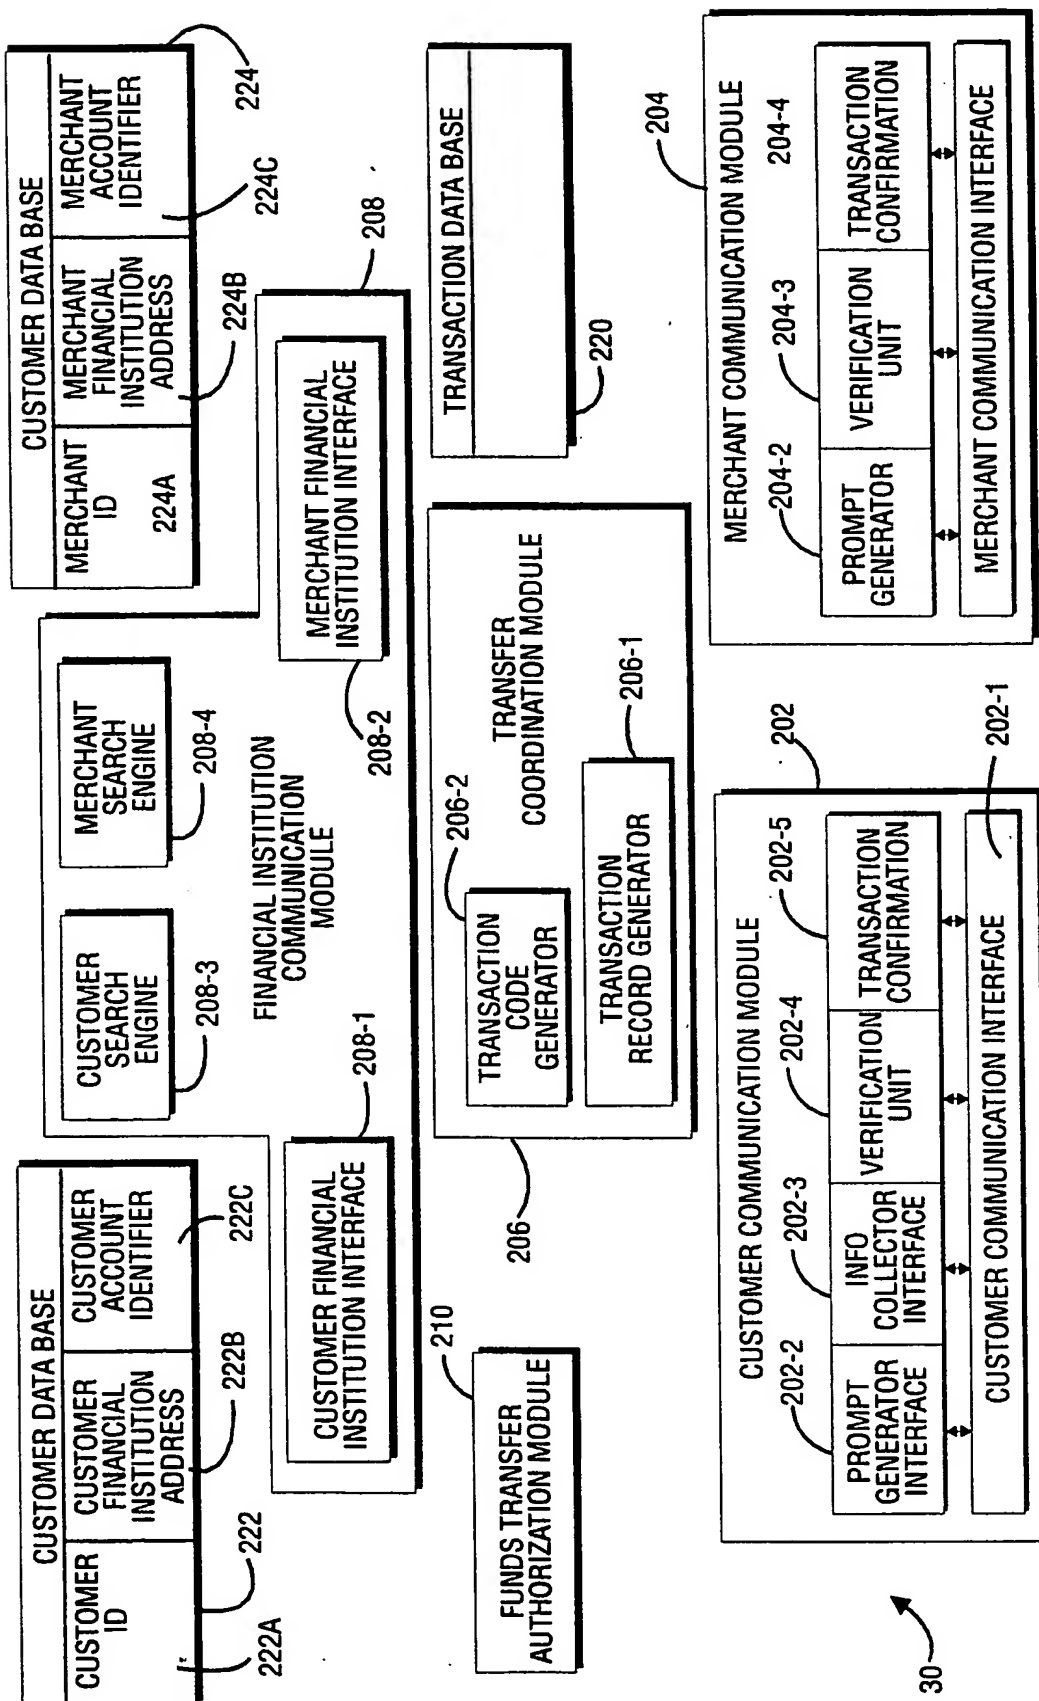 CUSTOMER DATA BASE
CUSTOMER
ID
CUSTOMER
FINANCIAL
INSTITUTION
ADDRESS
CUSTOMER
ACCOUNT
IDENTIFIER
222A
222
222B
222C
CUSTOMER
SEARCH
ENGINE
208-3
MERCHANT
SEARCH
ENGINE
208-4
CUSTOMER DATA BASE
MERCHANT
ID
224A
MERCHANT
FINANCIAL
INSTITUTION
ADDRESS
MERCHANT
ACCOUNT
IDENTIFIER
224B
224C
224
FINANCIAL INSTITUTION
COMMUNICATION
MODULE
208-1
CUSTOMER FINANCIAL
INSTITUTION INTERFACE
208-2
MERCHANT FINANCIAL
INSTITUTION INTERFACE
208
210
FUNDS TRANSFER
AUTHORIZATION MODULE
206
206-2
TRANSACTION
CODE
GENERATOR
TRANSFER
COORDINATION MODULE
206-1
TRANSACTION
RECORD GENERATOR
TRANSACTION DATA BASE
220
CUSTOMER COMMUNICATION MODULE
202
202-2
202-3
202-4
202-5
PROMPT
GENERATOR
INTERFACE
INFO
COLLECTOR
INTERFACE
VERIFICATION
UNIT
TRANSACTION
CONFIRMATION
CUSTOMER COMMUNICATION INTERFACE
202-1
204
MERCHANT COMMUNICATION MODULE
204-2
204-3
204-4
PROMPT
GENERATOR
VERIFICATION
UNIT
TRANSACTION
CONFIRMATION
MERCHANT COMMUNICATION INTERFACE
30